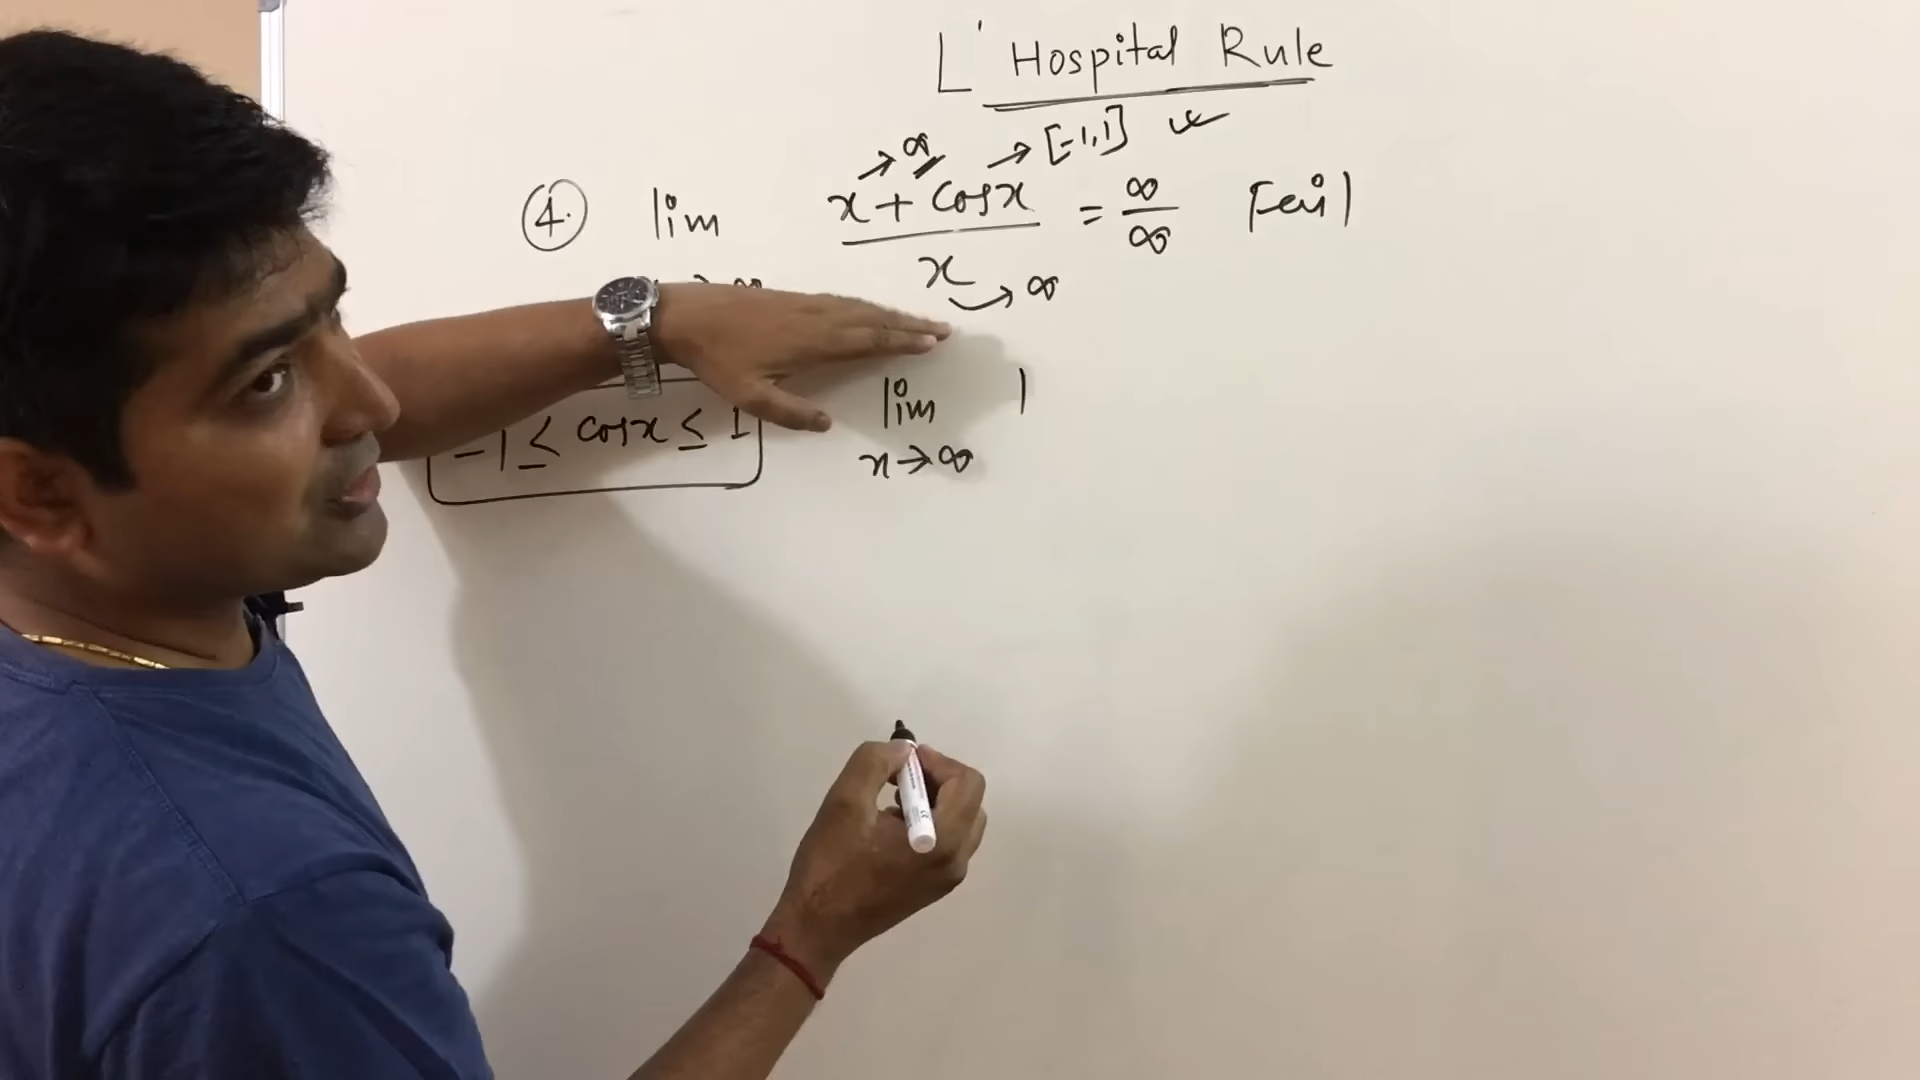 L' Hospital Rule
→ ∞ → [-1,1] ✓
④. lim x + cosx / x = ∞/∞ Fail
→ ∞ → ∞
lim 1
-1 ≤ cosx ≤ 1
x→∞